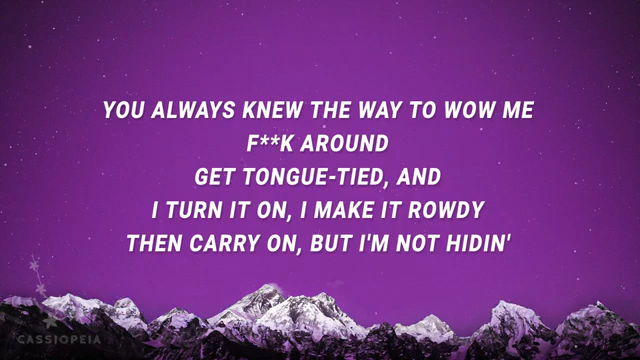 YOU ALWAYS KNEW THE WAY TO WOW ME
F**K AROUND
GET TONGUE-TIED, AND
I TURN IT ON, I MAKE IT ROWDY
THEN CARRY ON, BUT I'M NOT HIDIN'
CASSIOPEIA